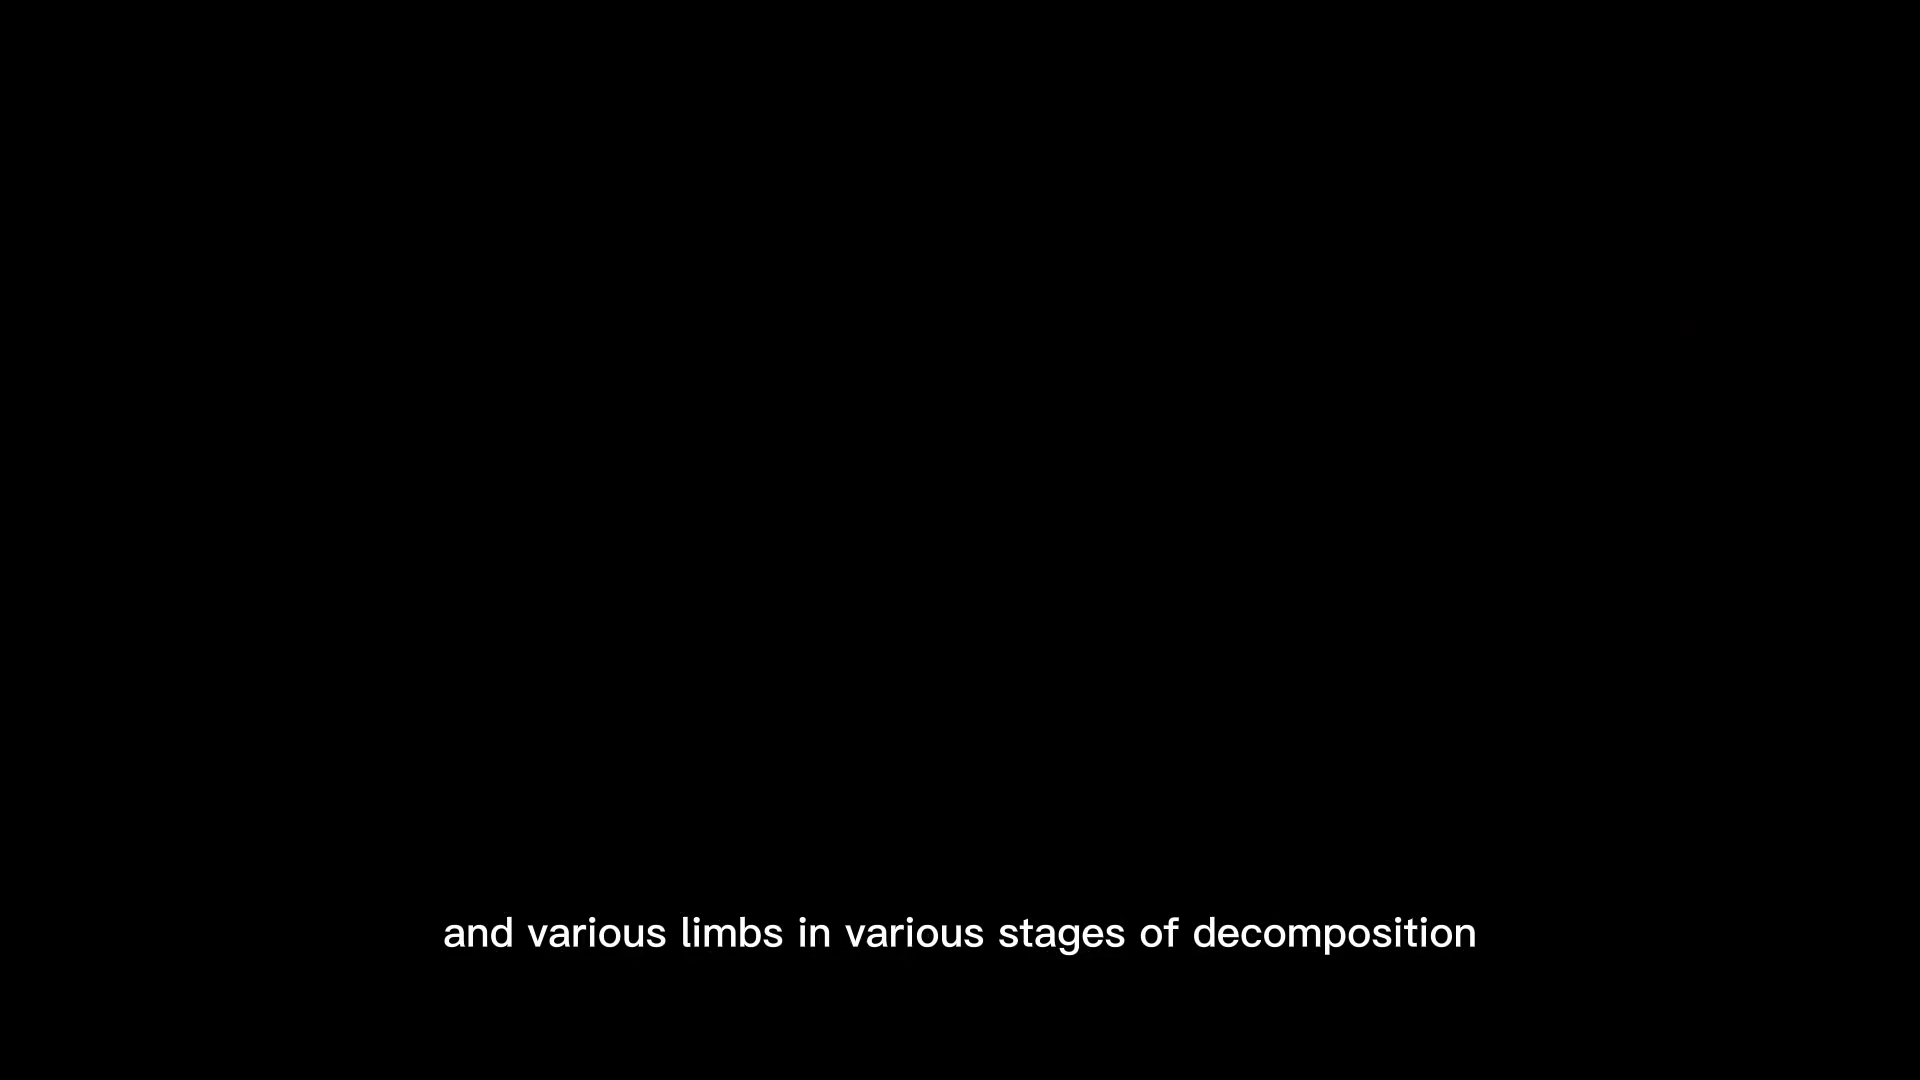 and various limbs in various stages of decomposition